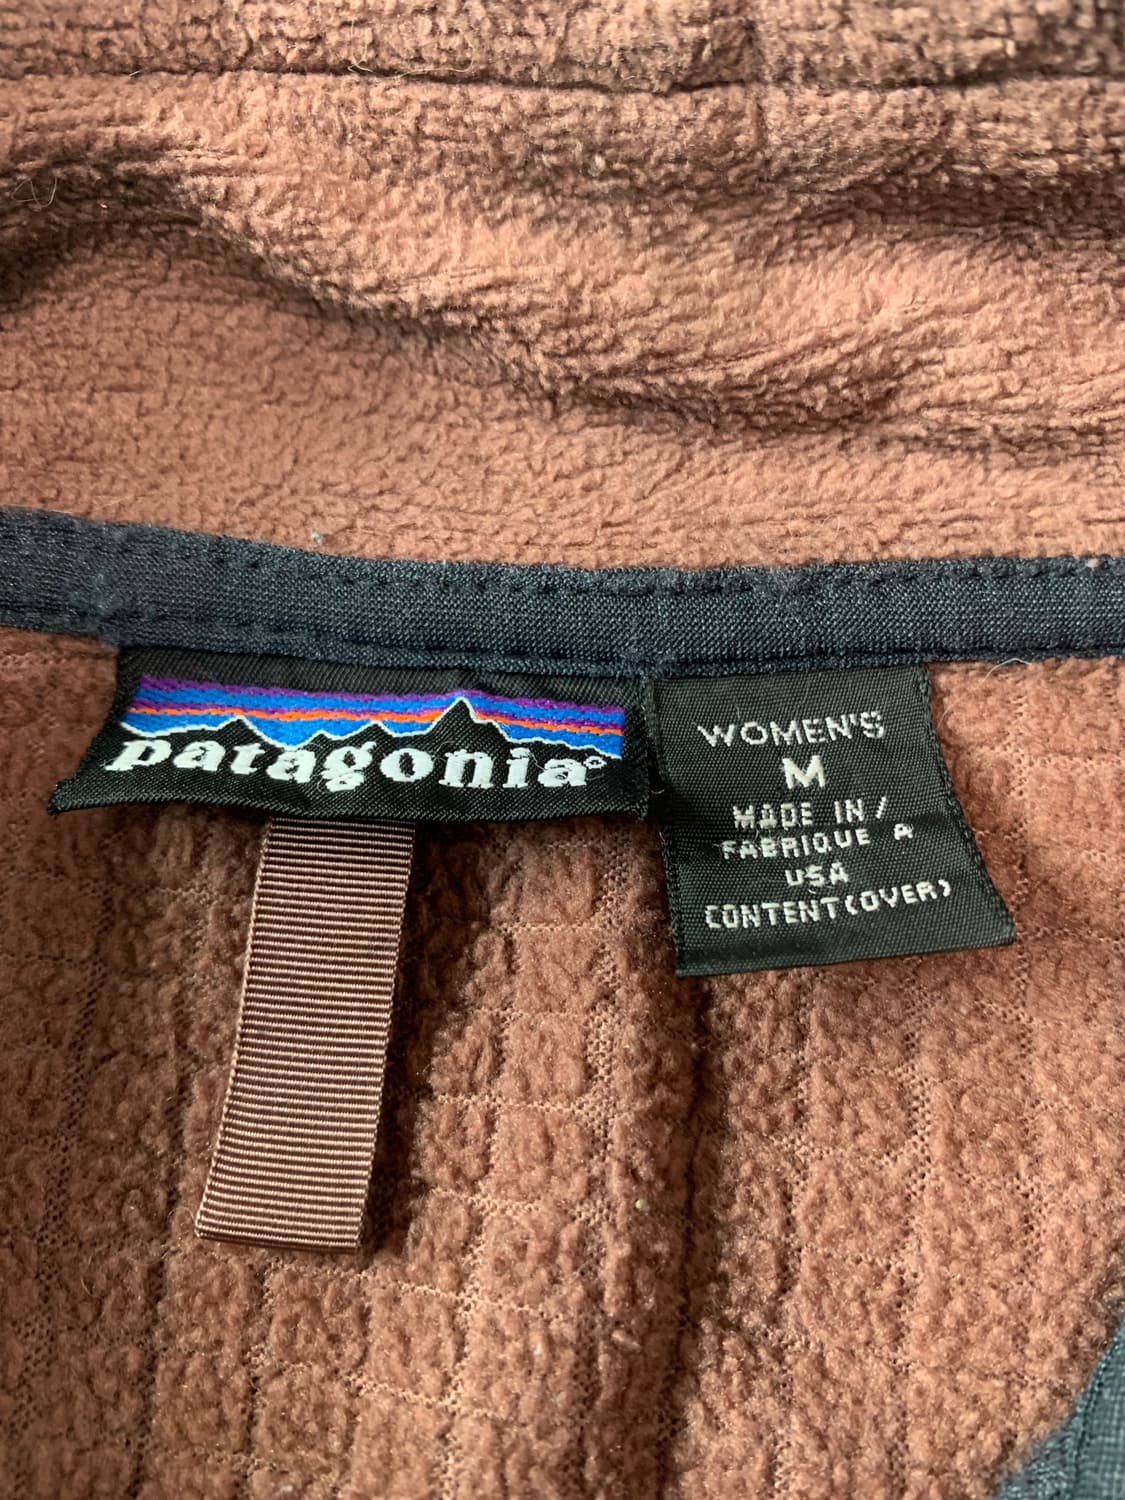 patagonia®
WOMEN'S
M
MADE IN /
FABRIQUE A
USA
CONTENT(OVER)